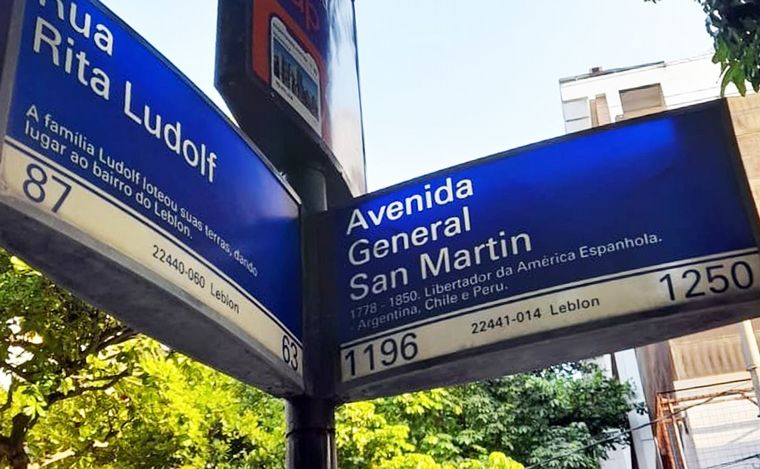 Rua
Rita Ludolf
A família Ludolf loteou suas terras, dando
lugar ao bairro do Leblon.
87
22440-060 Leblon
63
Avenida
General
San Martin
1778 - 1850. Libertador da América Espanhola.
- Argentina, Chile e Peru.
1196
22441-014 Leblon
1250